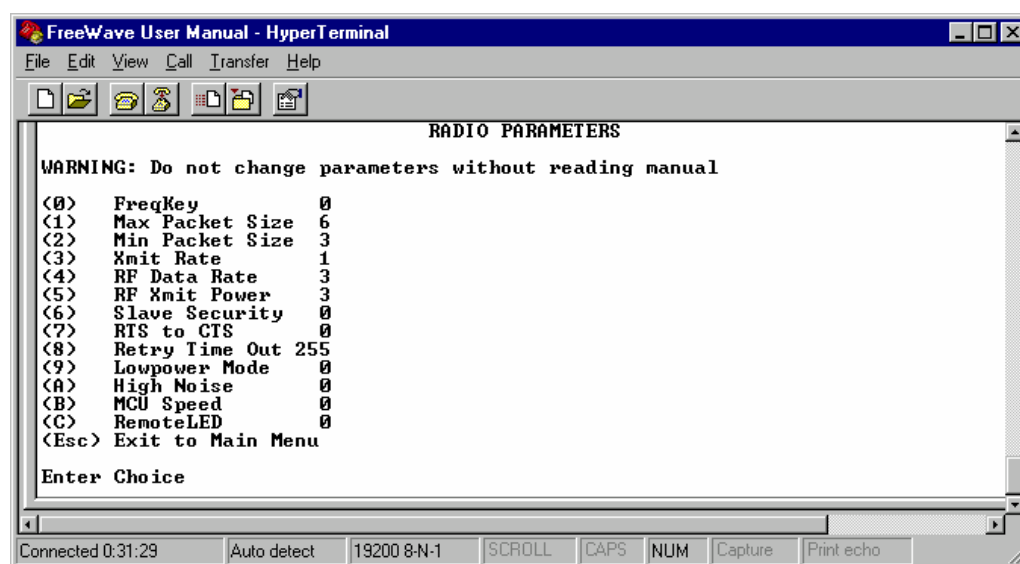 FreeWave User Manual - HyperTerminal
File Edit View Call Transfer Help
RADIO PARAMETERS
WARNING: Do not change parameters without reading manual
(0) FreqKey 0
(1) Max Packet Size 6
(2) Min Packet Size 3
(3) Xmit Rate 1
(4) RF Data Rate 3
(5) RF Xmit Power 3
(6) Slave Security 0
(7) RTS to CTS 0
(8) Retry Time Out 255
(9) Lowpower Mode 0
(A) High Noise 0
(B) MCU Speed 0
(C) RemoteLED 0
(Esc) Exit to Main Menu
Enter Choice
Connected 0:31:29 Auto detect 19200 8-N-1 SCROLL CAPS NUM Capture Print echo